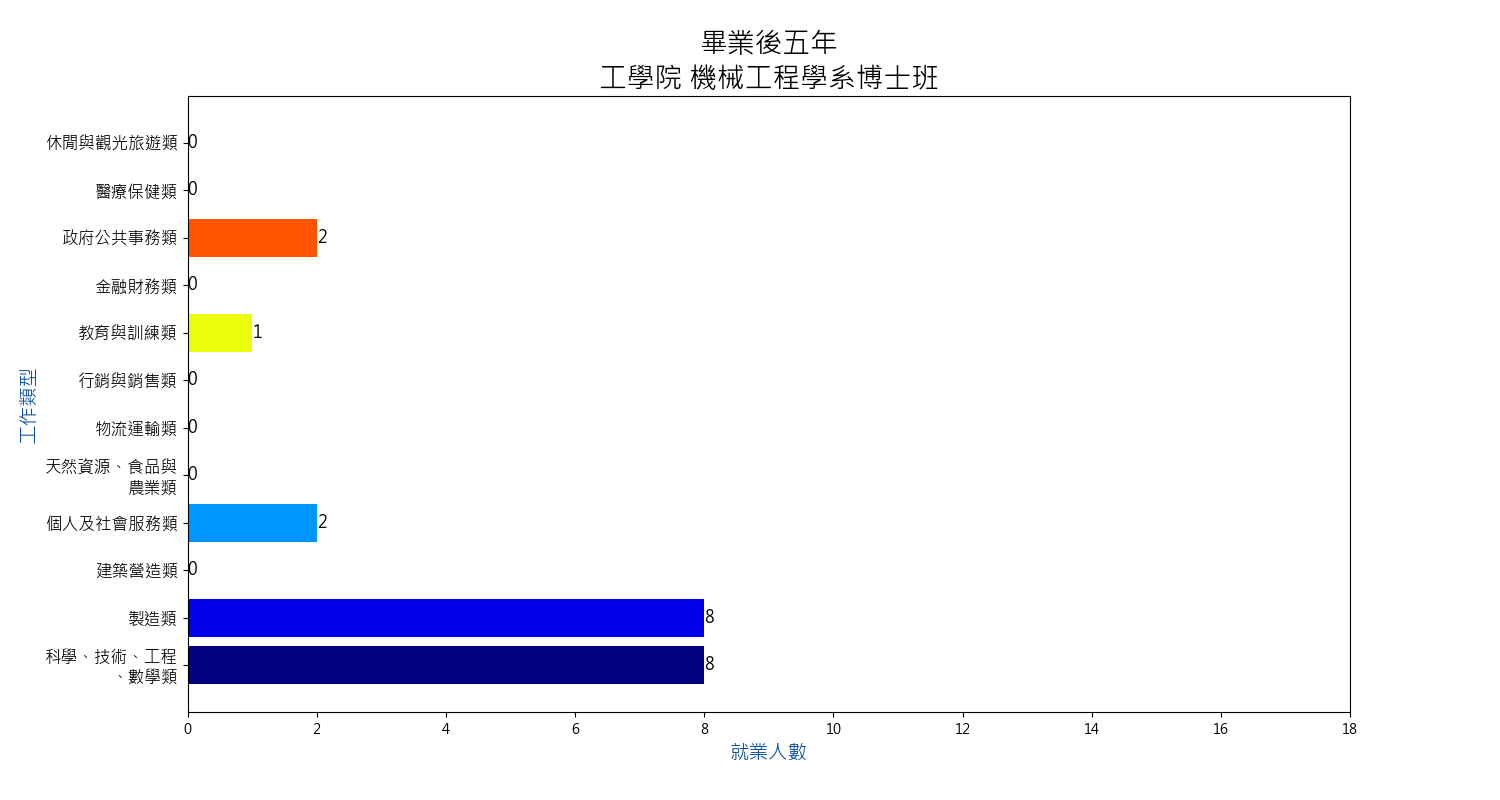 畢業後五年
工學院 機械工程學系博士班
休閒與觀光旅遊類 0
醫療保健類 0
政府公共事務類 2
金融財務類 0
教育與訓練類 1
行銷與銷售類 0
物流運輸類 0
天然資源、食品與
農業類 0
個人及社會服務類 2
建築營造類 0
製造類 8
科學、技術、工程
、數學類 8
工作類型
0 2 4 6 8 10 12 14 16 18
就業人數